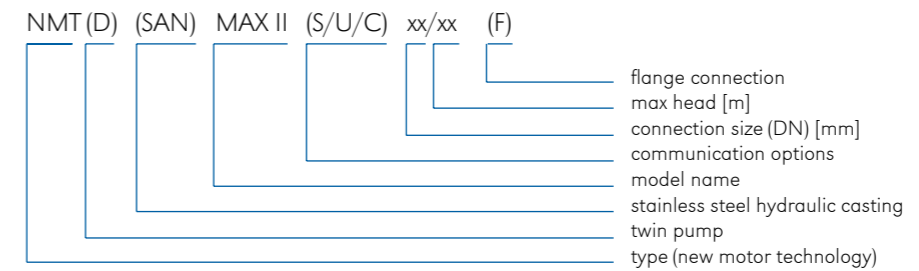 NMT (D) (SAN) MAX II (S/U/C) xx/xx (F)
flange connection
max head [m]
connection size (DN) [mm]
communication options
model name
stainless steel hydraulic casting
twin pump
type (new motor technology)